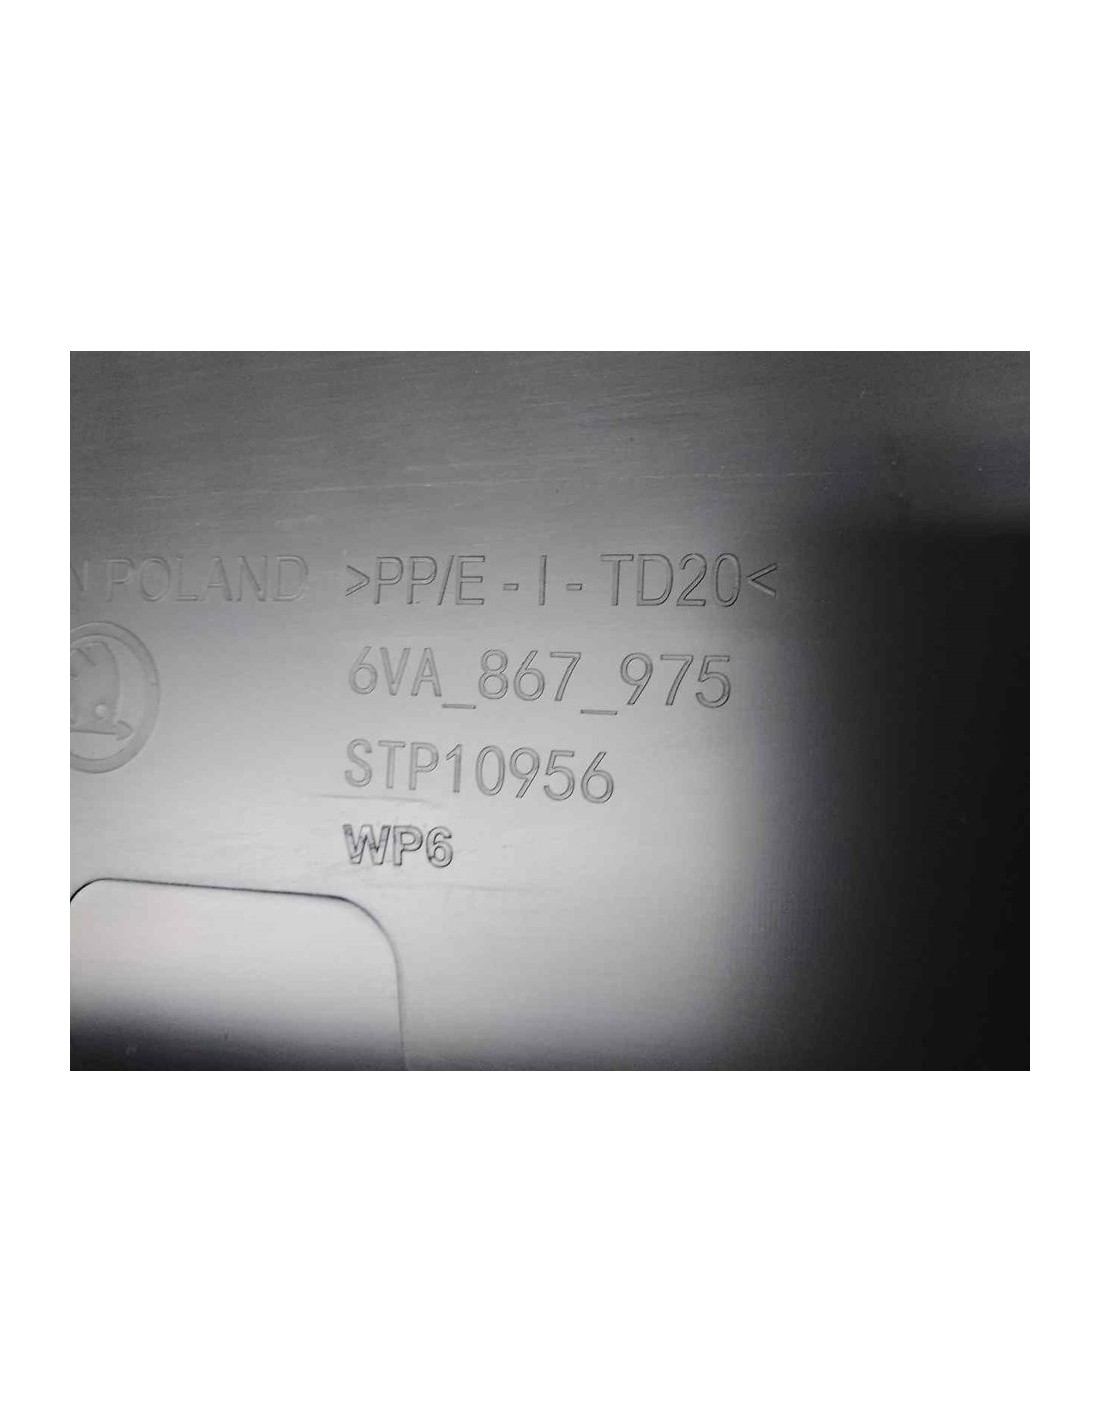 N POLAND >PP/E - I - TD20<
6VA_867_975
STP10956
WP6